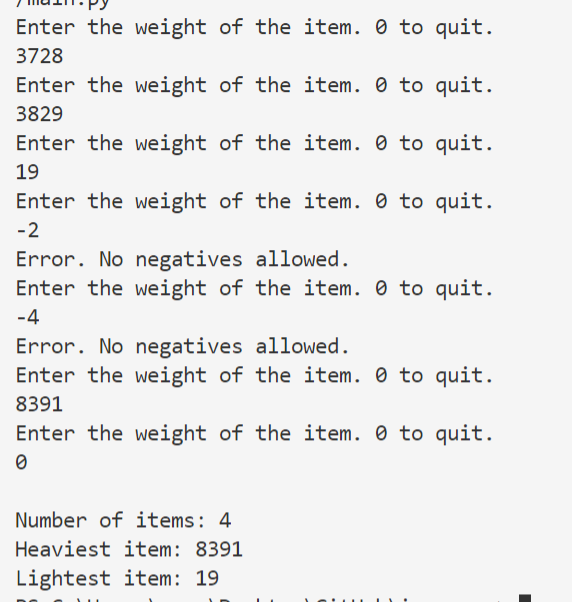 /main.py
Enter the weight of the item. 0 to quit.
3728
Enter the weight of the item. 0 to quit.
3829
Enter the weight of the item. 0 to quit.
19
Enter the weight of the item. 0 to quit.
-2
Error. No negatives allowed.
Enter the weight of the item. 0 to quit.
-4
Error. No negatives allowed.
Enter the weight of the item. 0 to quit.
8391
Enter the weight of the item. 0 to quit.
0
Number of items: 4
Heaviest item: 8391
Lightest item: 19